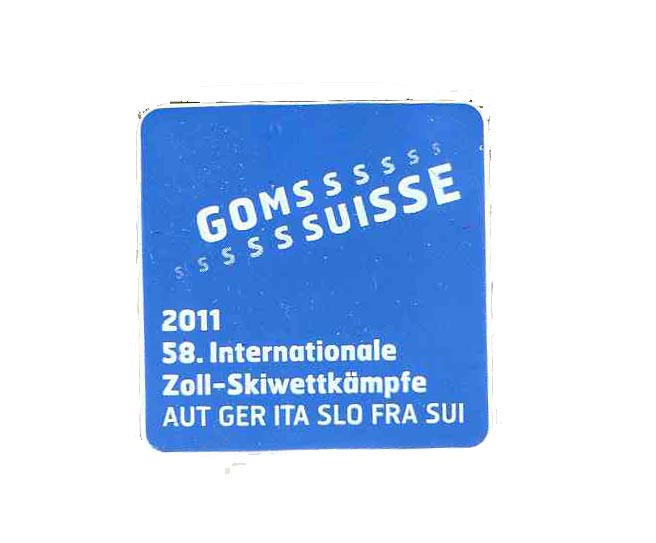 GOMS S S S S S
S S S S S SUISSE
2011
58. Internationale
Zoll-Skiwettkämpfe
AUT GER ITA SLO FRA SUI